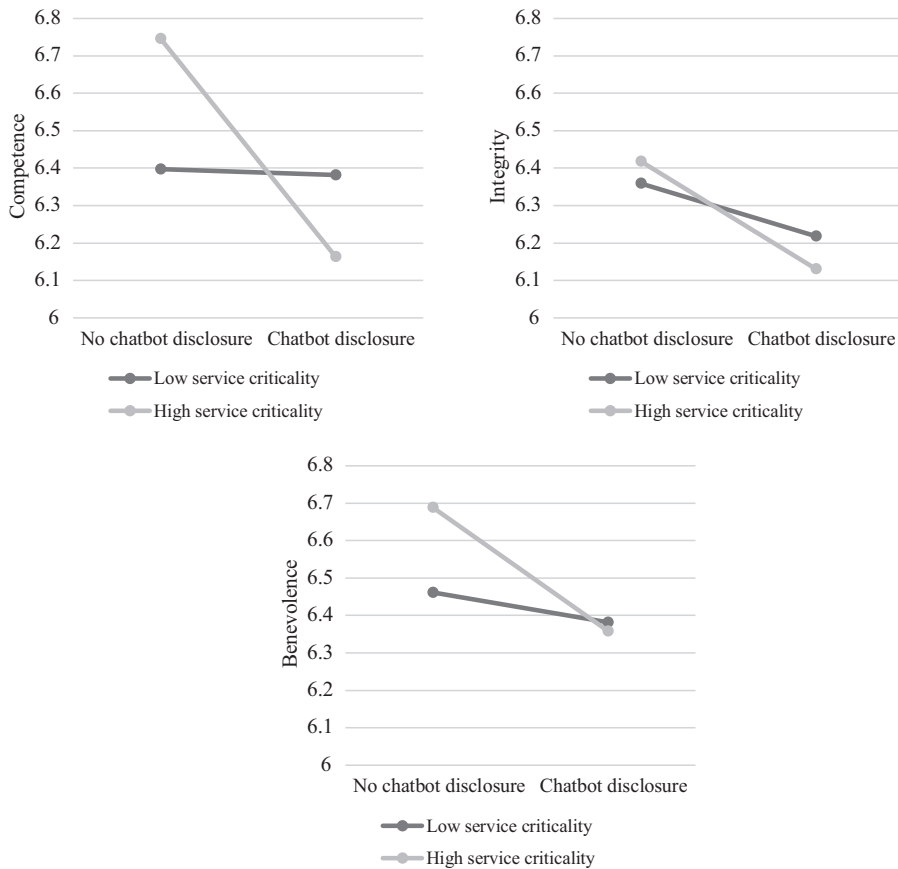 Competence
6.8
6.7
6.6
6.5
6.4
6.3
6.2
6.1
6
No chatbot disclosure Chatbot disclosure
Low service criticality
High service criticality
Integrity
6.8
6.7
6.6
6.5
6.4
6.3
6.2
6.1
6
No chatbot disclosure Chatbot disclosure
Low service criticality
High service criticality
Benevolence
6.8
6.7
6.6
6.5
6.4
6.3
6.2
6.1
6
No chatbot disclosure Chatbot disclosure
Low service criticality
High service criticality